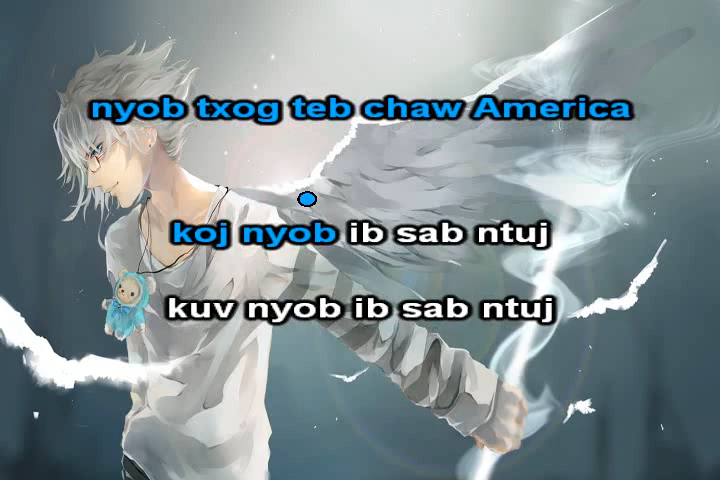 nyob txog teb chaw America
koj nyob ib sab ntuj
kuv nyob ib sab ntuj